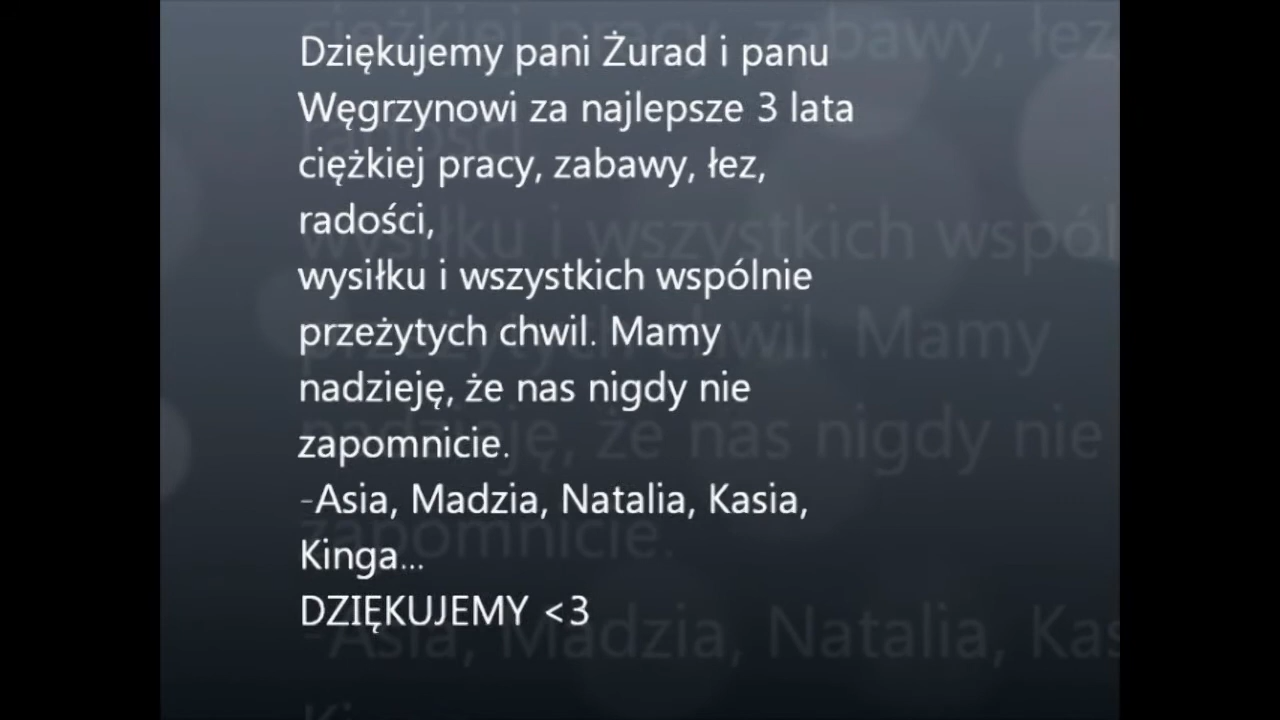 Dziękujemy pani Żurad i panu
Węgrzynowi za najlepsze 3 lata
ciężkiej pracy, zabawy, łez,
radości,
wysiłku i wszystkich wspólnie
przeżytych chwil. Mamy
nadzieję, że nas nigdy nie
zapomnicie.
-Asia, Madzia, Natalia, Kasia,
Kinga...
DZIĘKUJEMY <3